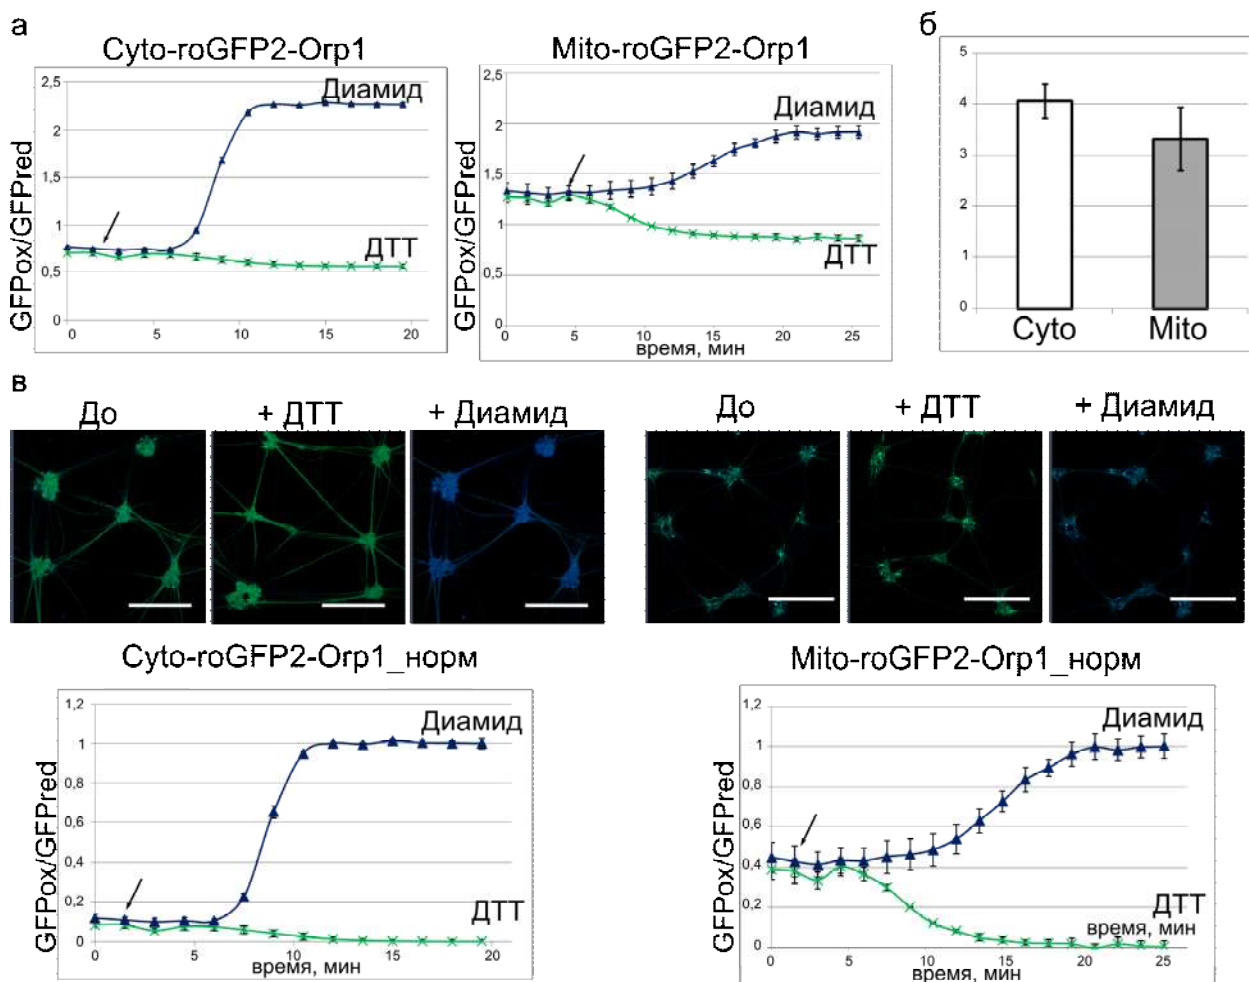 а
Cyto-roGFP2-Orp1
GFPox/GFPred
2,5
2
1,5
1
0,5
0
0 5 10 15 20
Диамид
ДТТ
Mito-roGFP2-Orp1
GFPox/GFPred
2,5
2
1,5
1
0,5
0
0 5 10 15 20 25
время, мин
Диамид
ДТТ
б
5
4
3
2
1
0
Cyto Mito
в
До + ДТТ + Диамид
До + ДТТ + Диамид
Cyto-roGFP2-Orp1_норм
GFPox/GFPred
1,2
1
0,8
0,6
0,4
0,2
0
0 5 10 15 20
время, мин
Диамид
ДТТ
Mito-roGFP2-Orp1_норм
GFPox/GFPred
1,2
1
0,8
0,6
0,4
0,2
0
0 5 10 15 20 25
время, мин
Диамид
ДТТ
время, мин